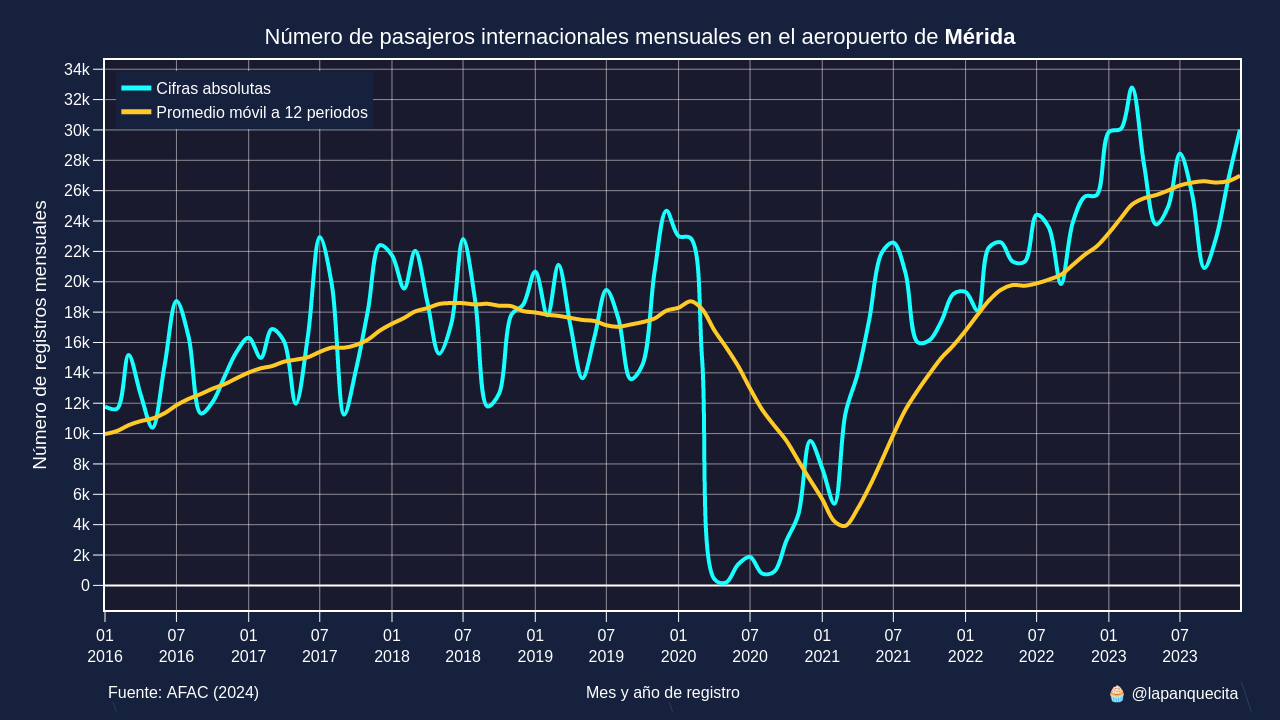 Número de pasajeros internacionales mensuales en el aeropuerto de Mérida
Cifras absolutas
Promedio móvil a 12 periodos
Número de registros mensuales
34k
32k
30k
28k
26k
24k
22k
20k
18k
16k
14k
12k
10k
8k
6k
4k
2k
0
01 07 01 07 01 07 01 07 01 07 01 07 01 07 01 07
2016 2016 2017 2017 2018 2018 2019 2019 2020 2020 2021 2021 2022 2022 2023 2023
Fuente: AFAC (2024) Mes y año de registro 🧁 @lapanquecita